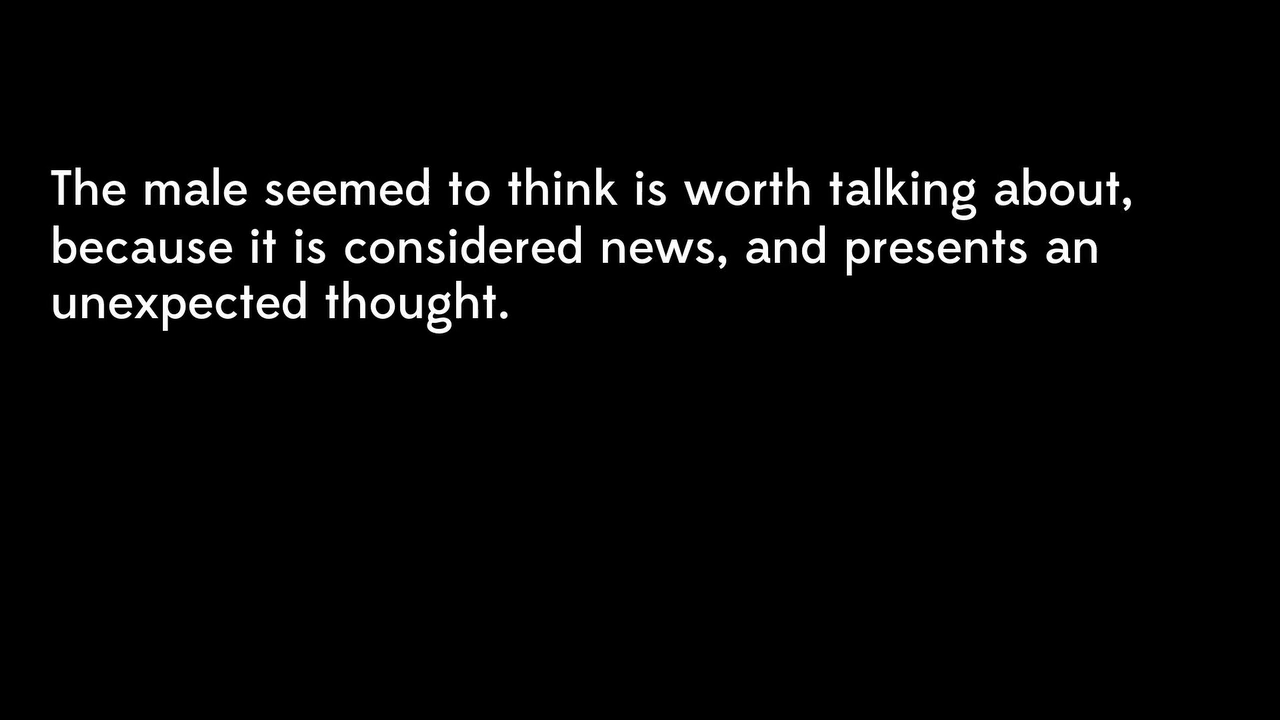 The male seemed to think is worth talking about,
because it is considered news, and presents an
unexpected thought.